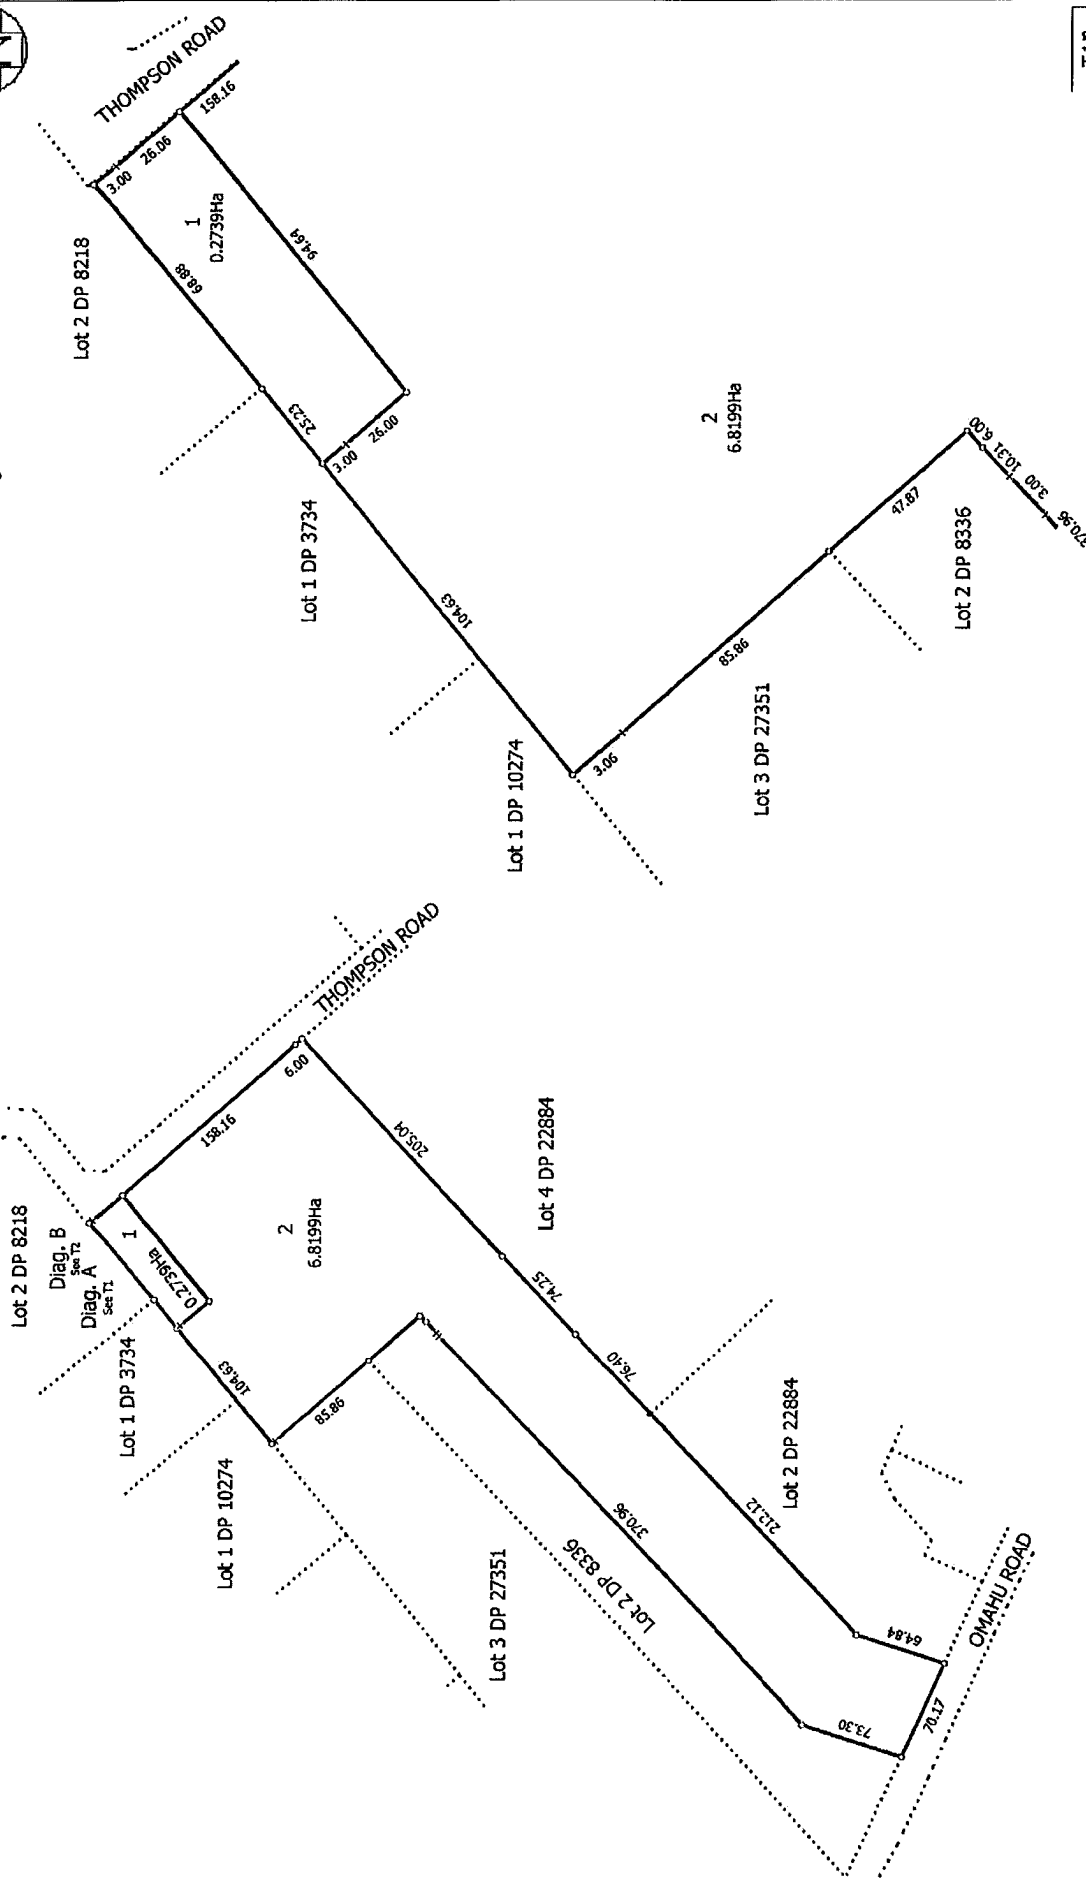 THOMPSON ROAD
158.16
26.06
3.00
1
0.2739Ha
Lot 2 DP 8218
68.88
94.64
25.23
3.00
26.00
Lot 1 DP 3734
2
6.8199Ha
104.63
Lot 1 DP 10274
3.06
85.86
Lot 3 DP 27351
47.87
Lot 2 DP 8336
6.00
10.31
3.00
370.96
THOMPSON ROAD
6.00
158.16
Lot 2 DP 8218
Diag. B
See T2
Diag. A
See T1
1
0.2739Ha
2
6.8199Ha
205.04
Lot 4 DP 22884
Lot 1 DP 3734
104.63
85.86
74.25
76.40
Lot 1 DP 10274
Lot 3 DP 27351
Lot 2 DP 8336
370.96
212.12
Lot 2 DP 22884
64.84
73.30
70.17
OMAHU ROAD